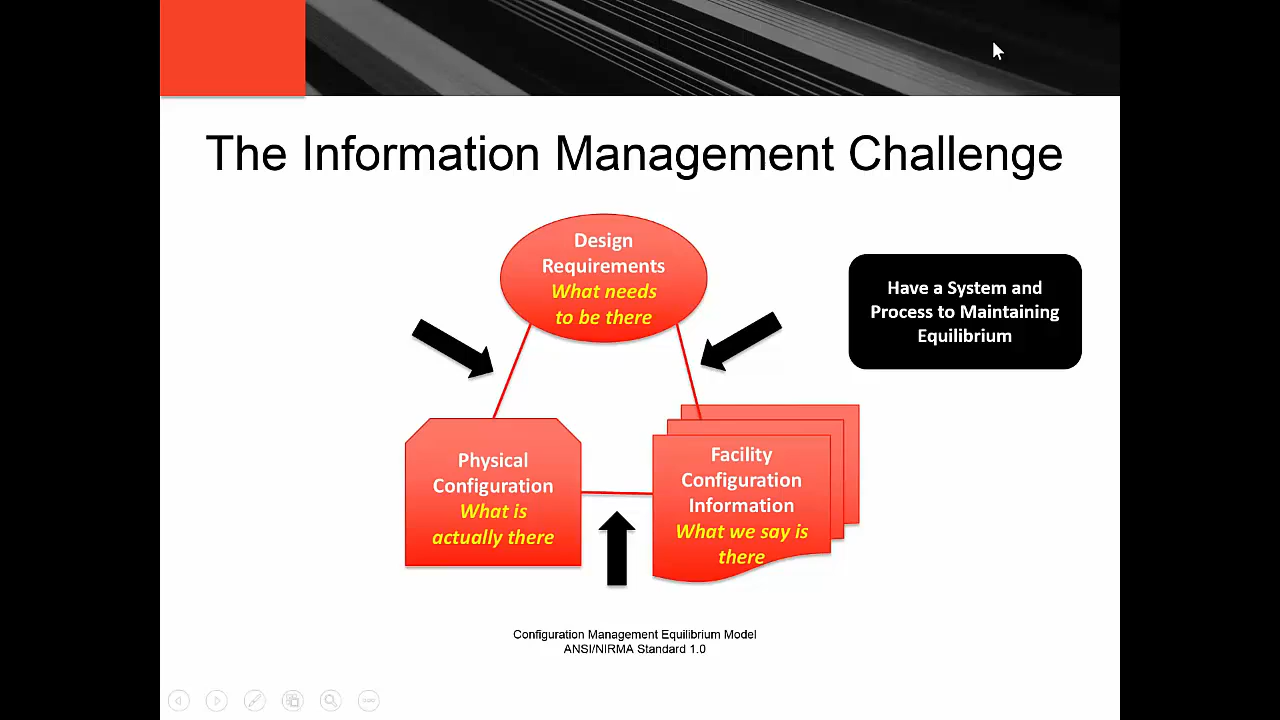 The Information Management Challenge
Design
Requirements
What needs
to be there
Have a System and
Process to Maintaining
Equilibrium
Physical
Configuration
What is
actually there
Facility
Configuration
Information
What we say is
there
Configuration Management Equilibrium Model
ANSI/NIRMA Standard 1.0